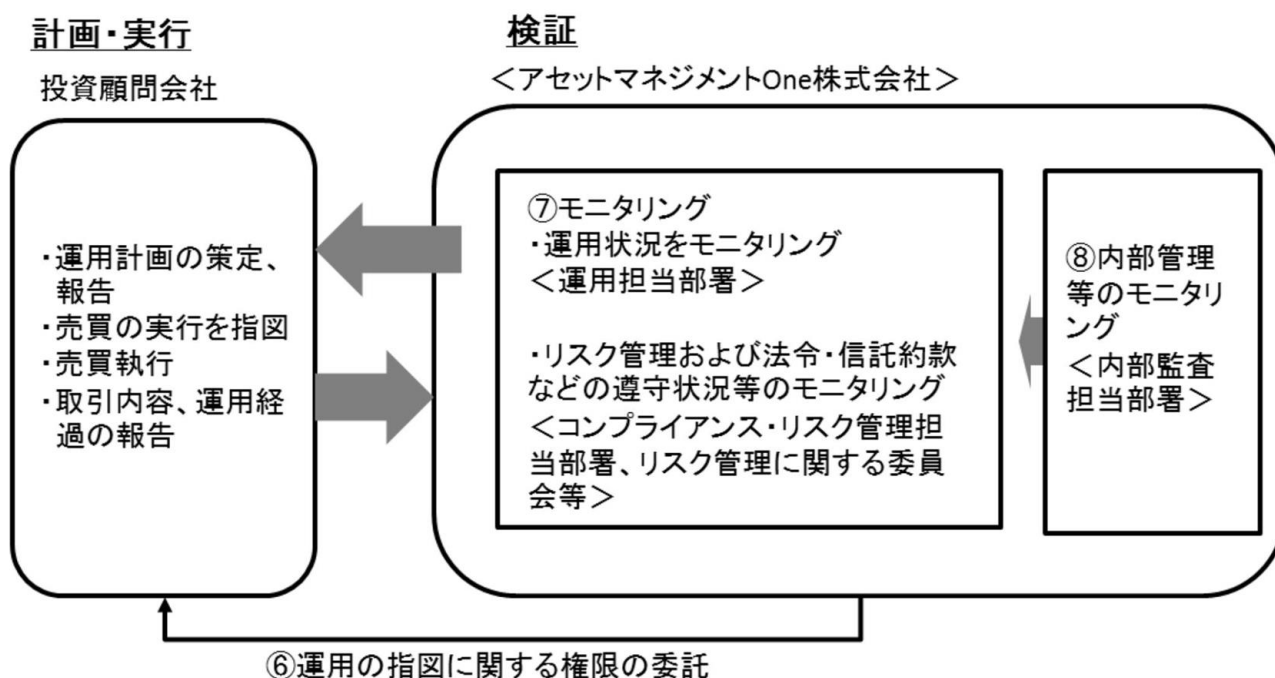 計画・実行
投資顧問会社
・運用計画の策定、
報告
・売買の実行を指図
・売買執行
・取引内容、運用経
過の報告
検証
＜アセットマネジメントOne株式会社＞
⑦モニタリング
・運用状況をモニタリング
＜運用担当部署＞
・リスク管理および法令・信託約款
などの遵守状況等のモニタリング
＜コンプライアンス・リスク管理担
当部署、リスク管理に関する委員
会等＞
⑧内部管理
等のモニタ
リング
＜内部監査
担当部署＞
⑥運用の指図に関する権限の委託